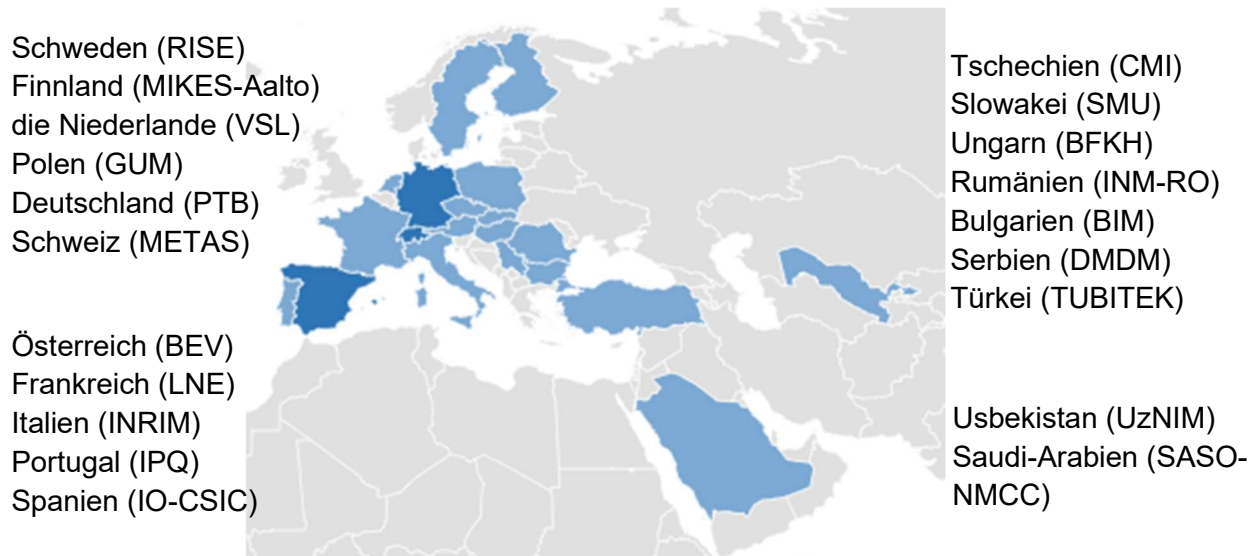 Schweden (RISE)
Finnland (MIKES-Aalto)
die Niederlande (VSL)
Polen (GUM)
Deutschland (PTB)
Schweiz (METAS)
Österreich (BEV)
Frankreich (LNE)
Italien (INRIM)
Portugal (IPQ)
Spanien (IO-CSIC)
Tschechien (CMI)
Slowakei (SMU)
Ungarn (BFKH)
Rumänien (INM-RO)
Bulgarien (BIM)
Serbien (DMDM)
Türkei (TUBITEK)
Usbekistan (UzNIM)
Saudi-Arabien (SASO-
NMCC)